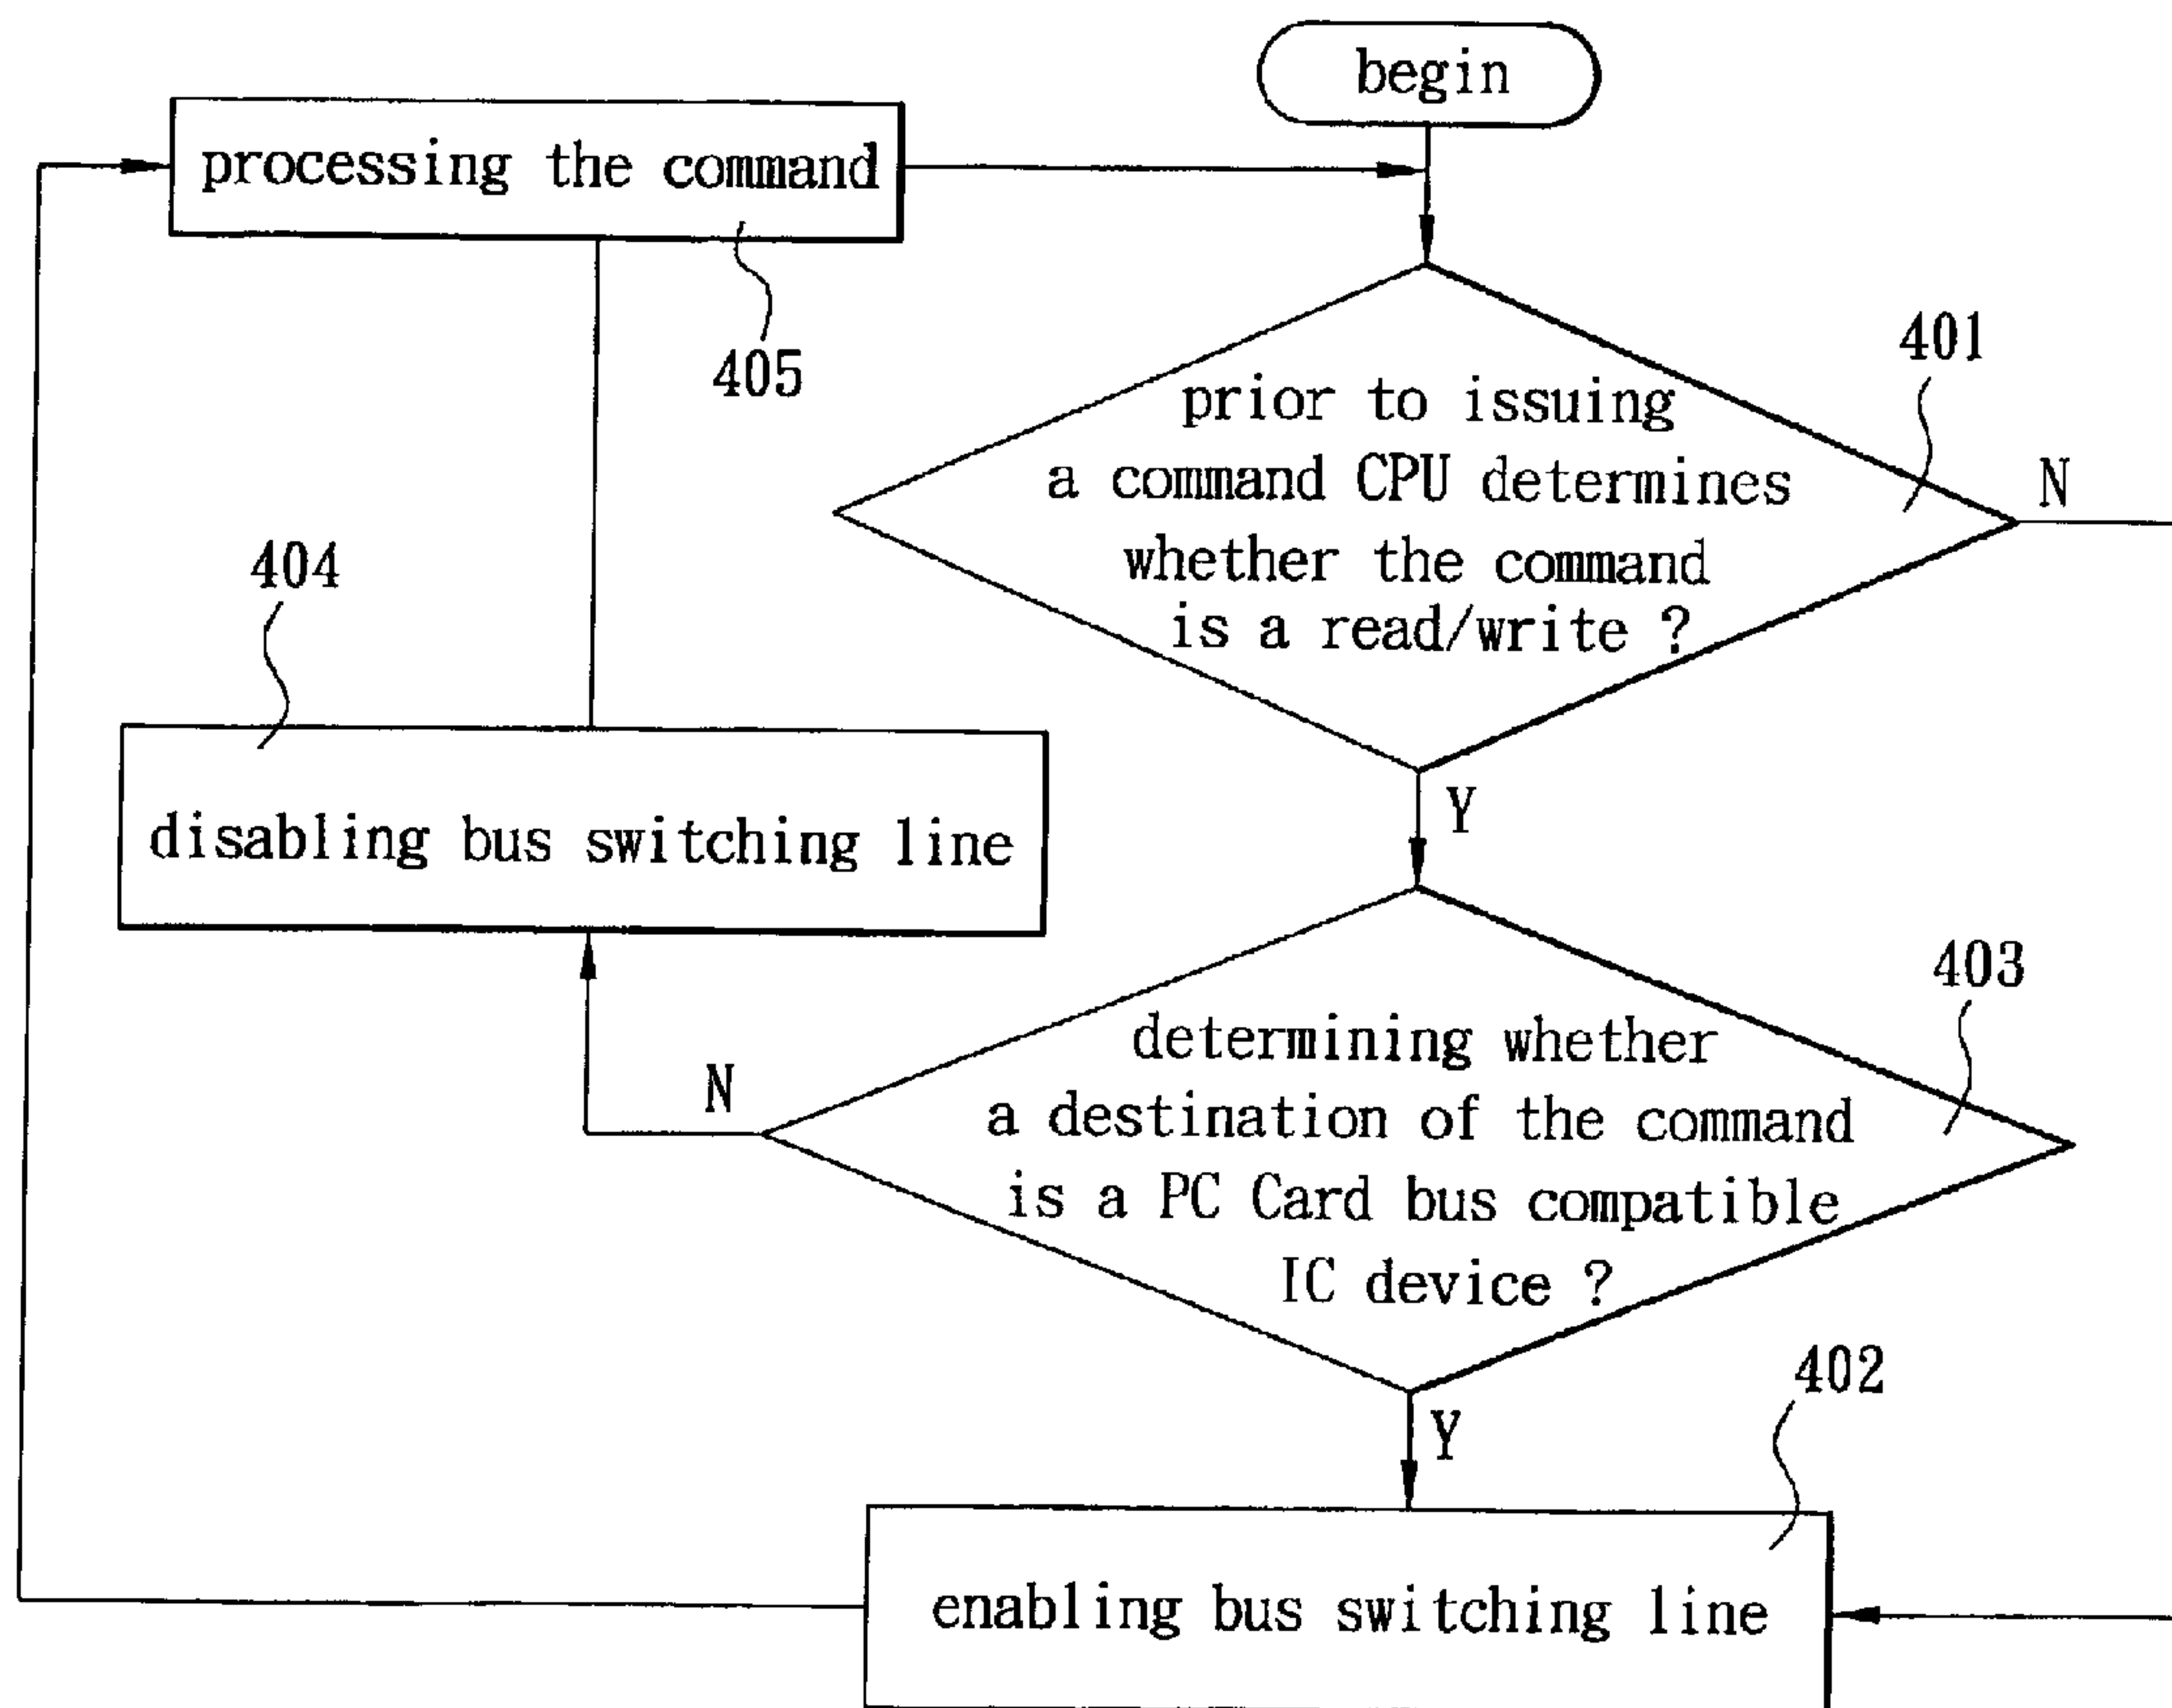 begin
processing the command
405
401
prior to issuing
a command CPU determines
whether the command
is a read/write ?
N
Y
404
disabling bus switching line
403
determining whether
a destination of the command
is a PC Card bus compatible
IC device ?
N
Y
402
enabling bus switching line